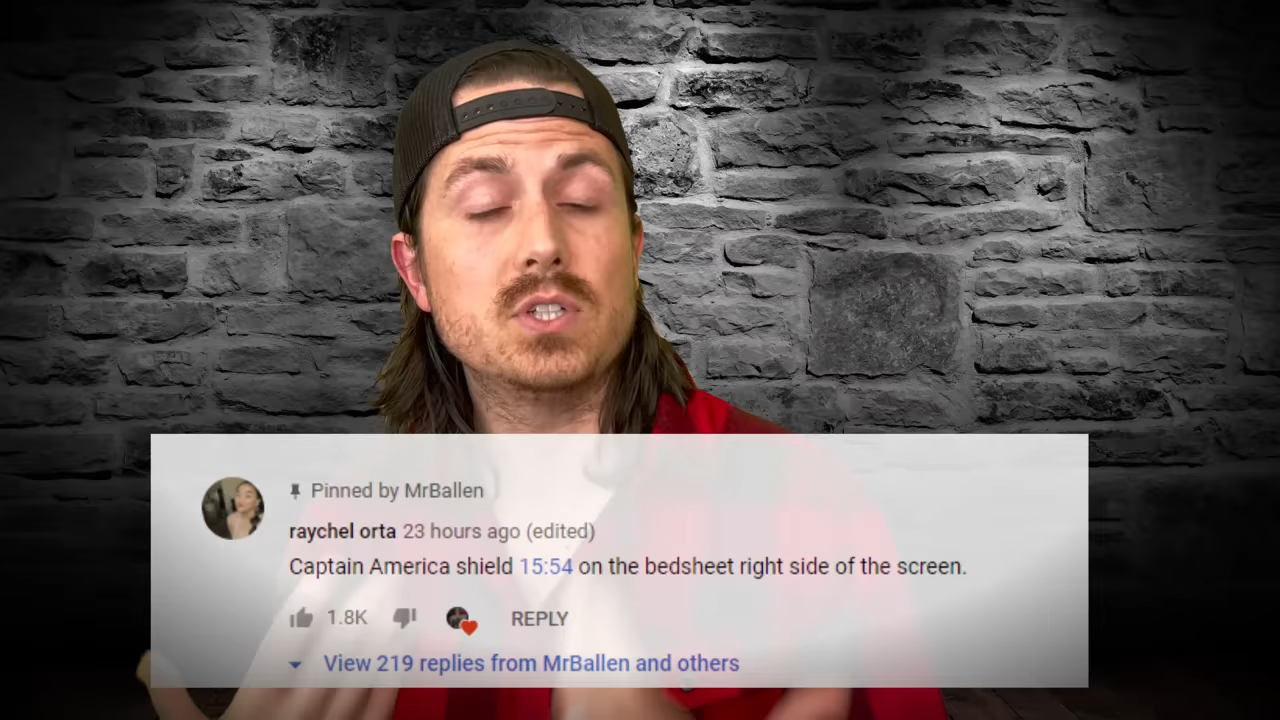 Pinned by MrBallen
raychel orta 23 hours ago (edited)
Captain America shield 15:54 on the bedsheet right side of the screen.
1.8K REPLY
View 219 replies from MrBallen and others